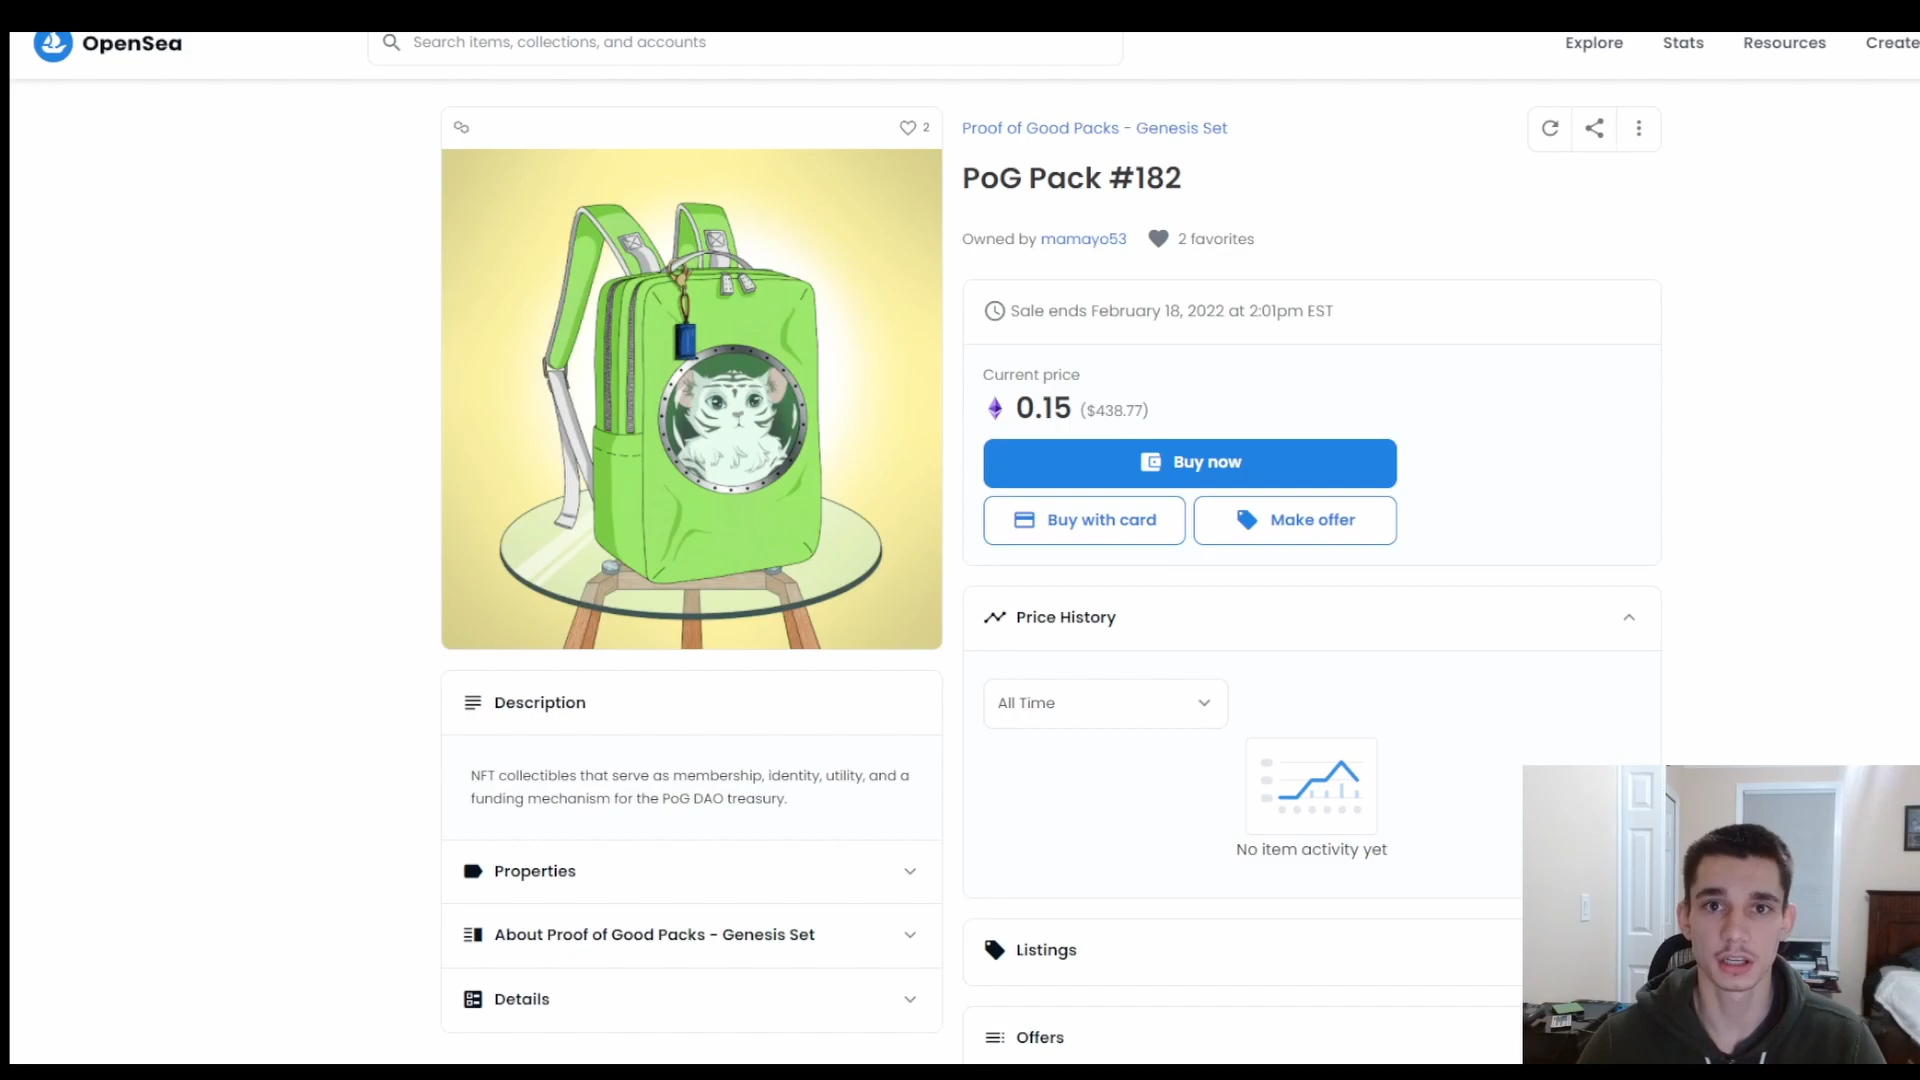 OpenSea
Search items, collections, and accounts
Explore
Stats
Resources
Create
2
Proof of Good Packs - Genesis Set
PoG Pack #182
Owned by mamayo53
2 favorites
Sale ends February 18, 2022 at 2:01pm EST
Current price
0.15 ($438.77)
Buy now
Buy with card
Make offer
Price History
All Time
No item activity yet
Listings
Offers
Description
NFT collectibles that serve as membership, identity, utility, and a
funding mechanism for the PoG DAO treasury.
Properties
About Proof of Good Packs - Genesis Set
Details